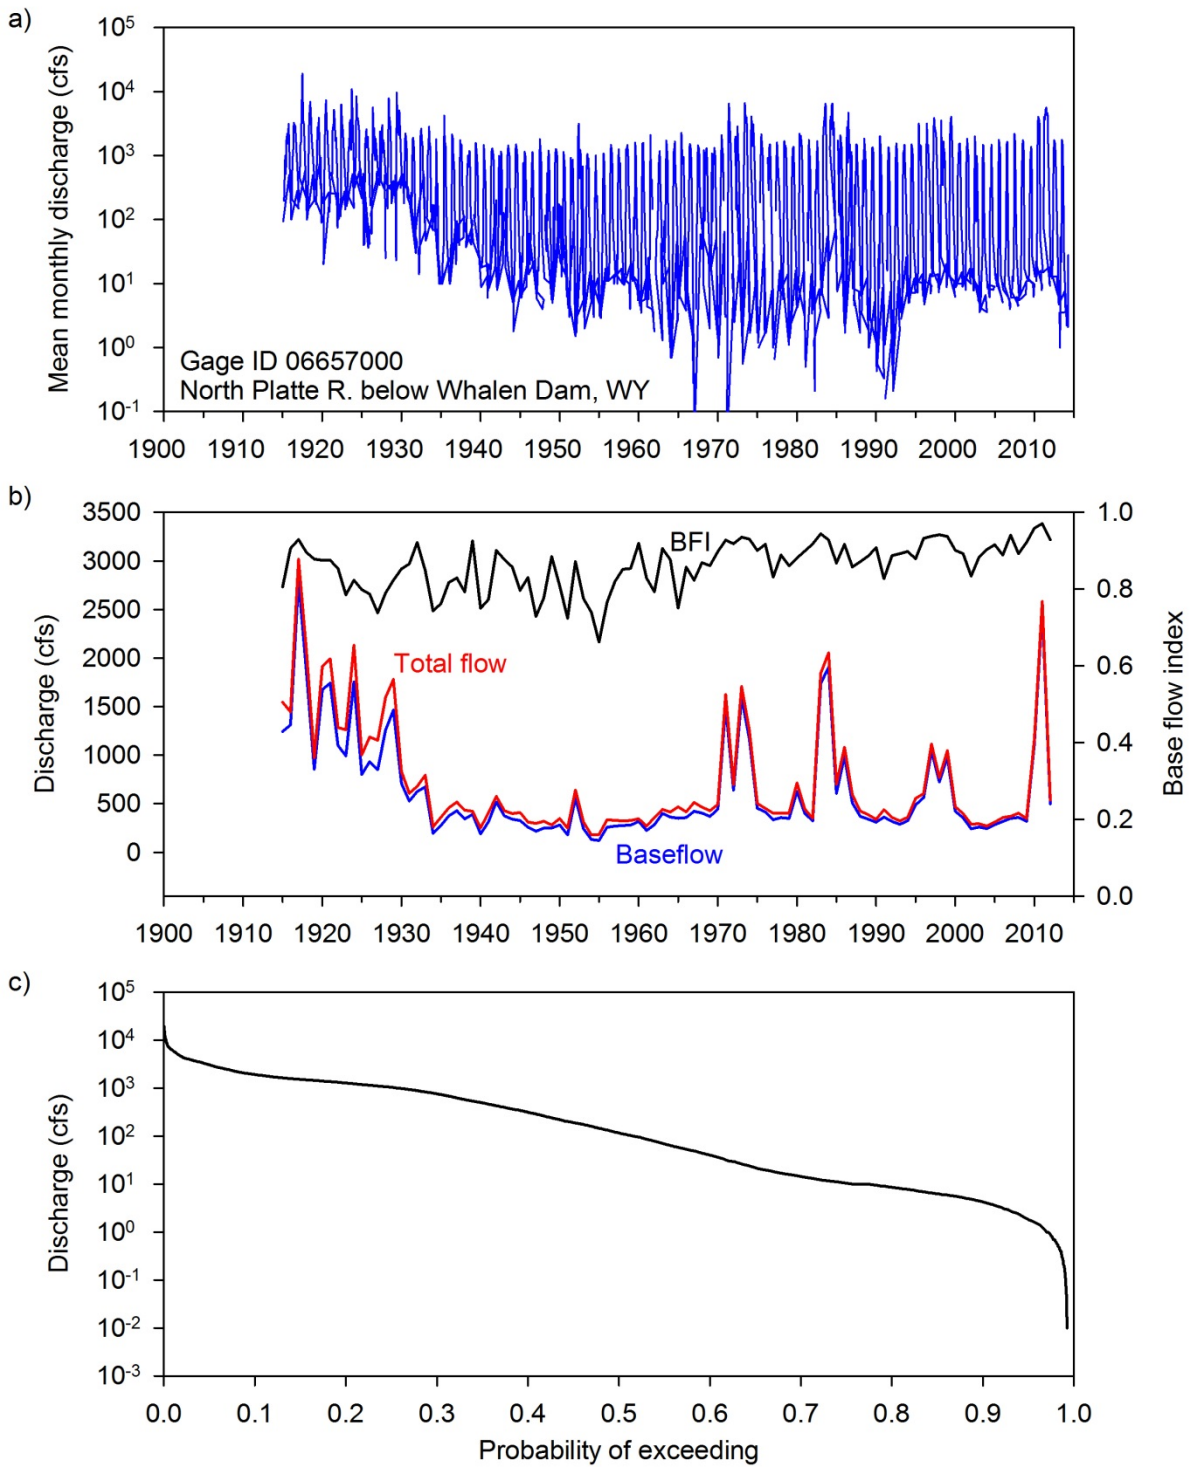 a)
10^5
10^4
10^3
10^2
10^1
10^0
10^-1
Mean monthly discharge (cfs)
Gage ID 06657000
North Platte R. below Whalen Dam, WY
1900 1910 1920 1930 1940 1950 1960 1970 1980 1990 2000 2010
b)
3500
3000
2500
2000
1500
1000
500
0
Discharge (cfs)
BFI
Total flow
Baseflow
1.0
0.8
0.6
0.4
0.2
0.0
Base flow index
1900 1910 1920 1930 1940 1950 1960 1970 1980 1990 2000 2010
c)
10^5
10^4
10^3
10^2
10^1
10^0
10^-1
10^-2
10^-3
Discharge (cfs)
0.0 0.1 0.2 0.3 0.4 0.5 0.6 0.7 0.8 0.9 1.0
Probability of exceeding